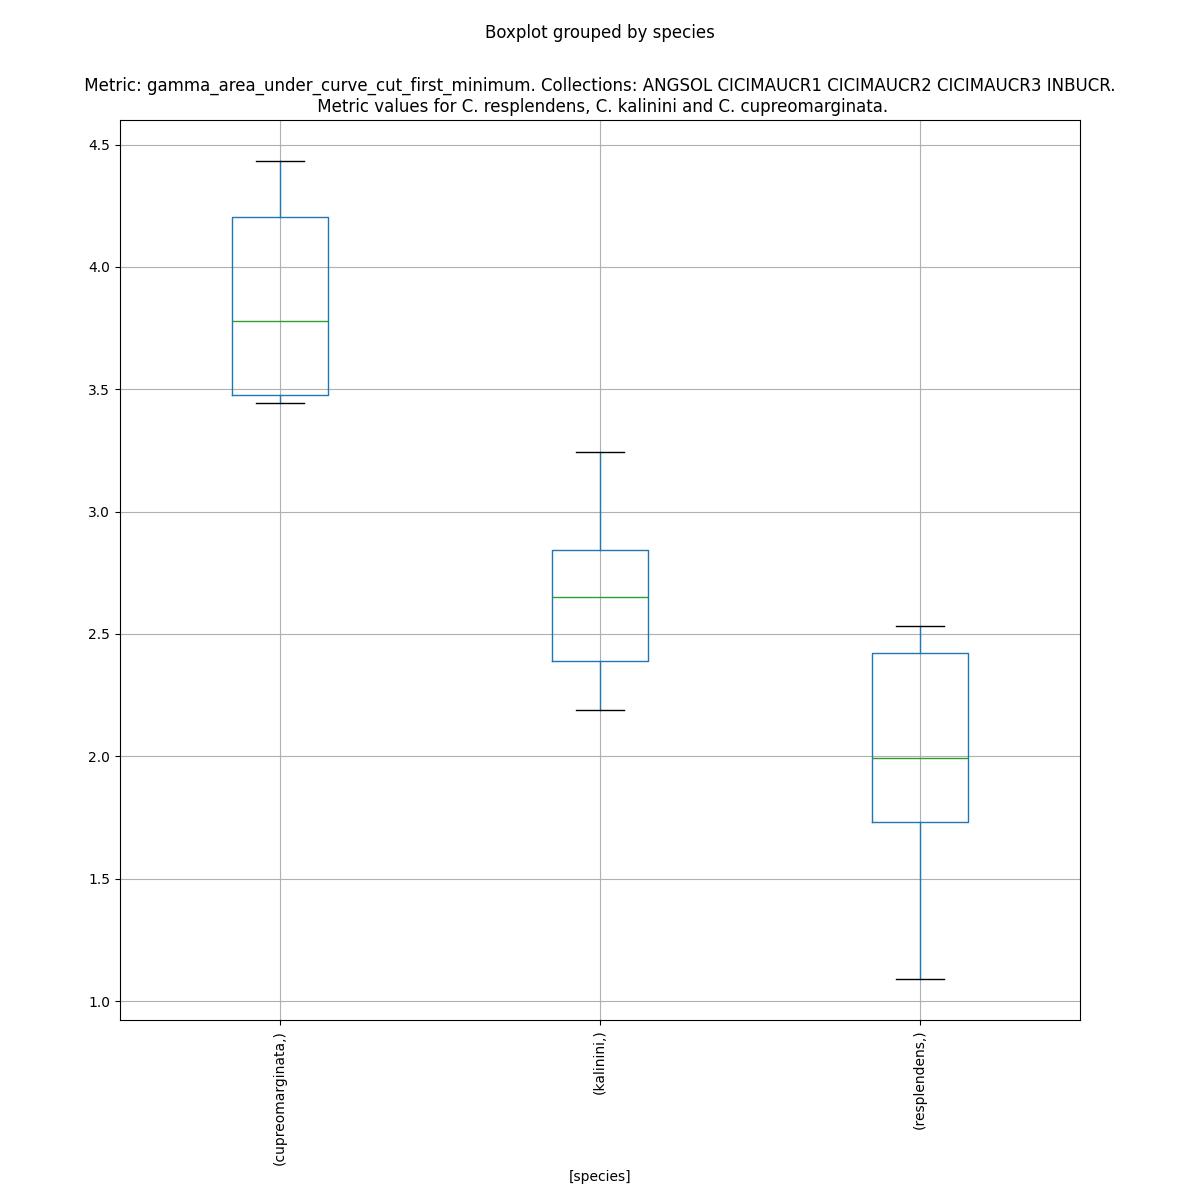 Boxplot grouped by species
Metric: gamma_area_under_curve_cut_first_minimum. Collections: ANGSOL CICIMAUCR1 CICIMAUCR2 CICIMAUCR3 INBUCR.
Metric values for C. resplendens, C. kalinini and C. cupreomarginata.
4.5
4.0
3.5
3.0
2.5
2.0
1.5
1.0
(cupreomarginata,)
(kalinini,)
(resplendens,)
[species]